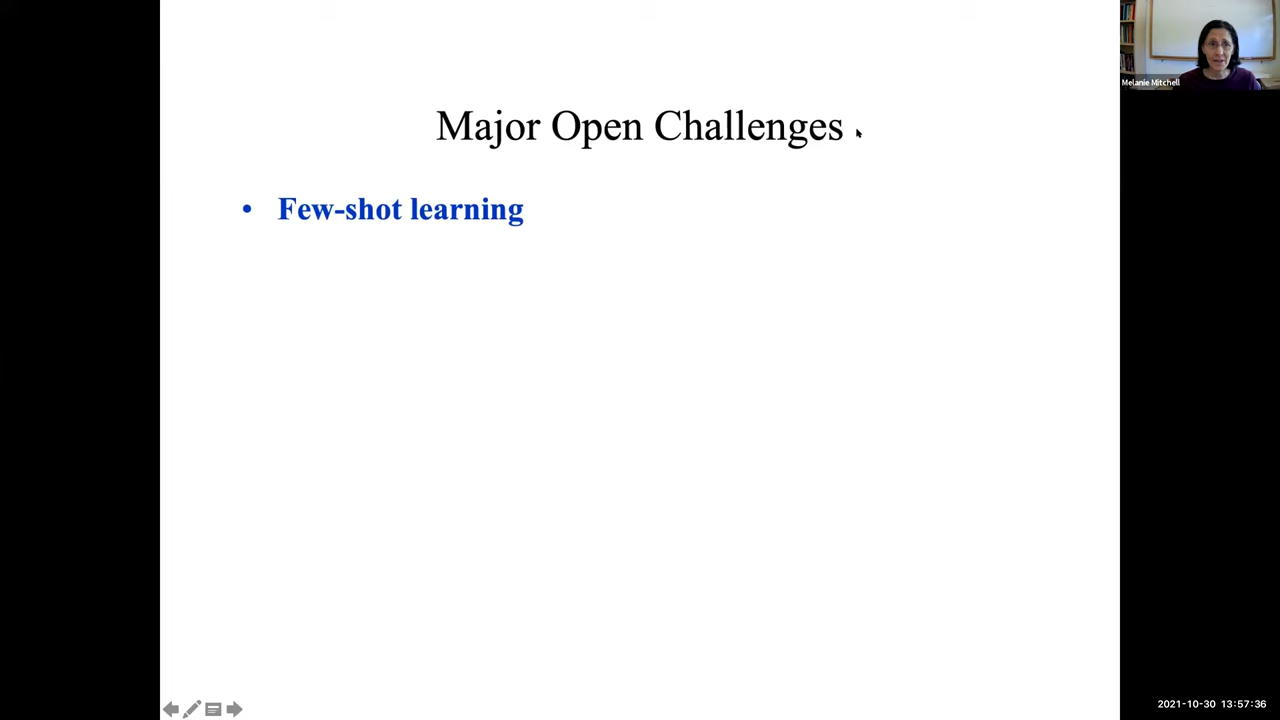 Melanie Mitchell
Major Open Challenges
• Few-shot learning
2021-10-30 13:57:36